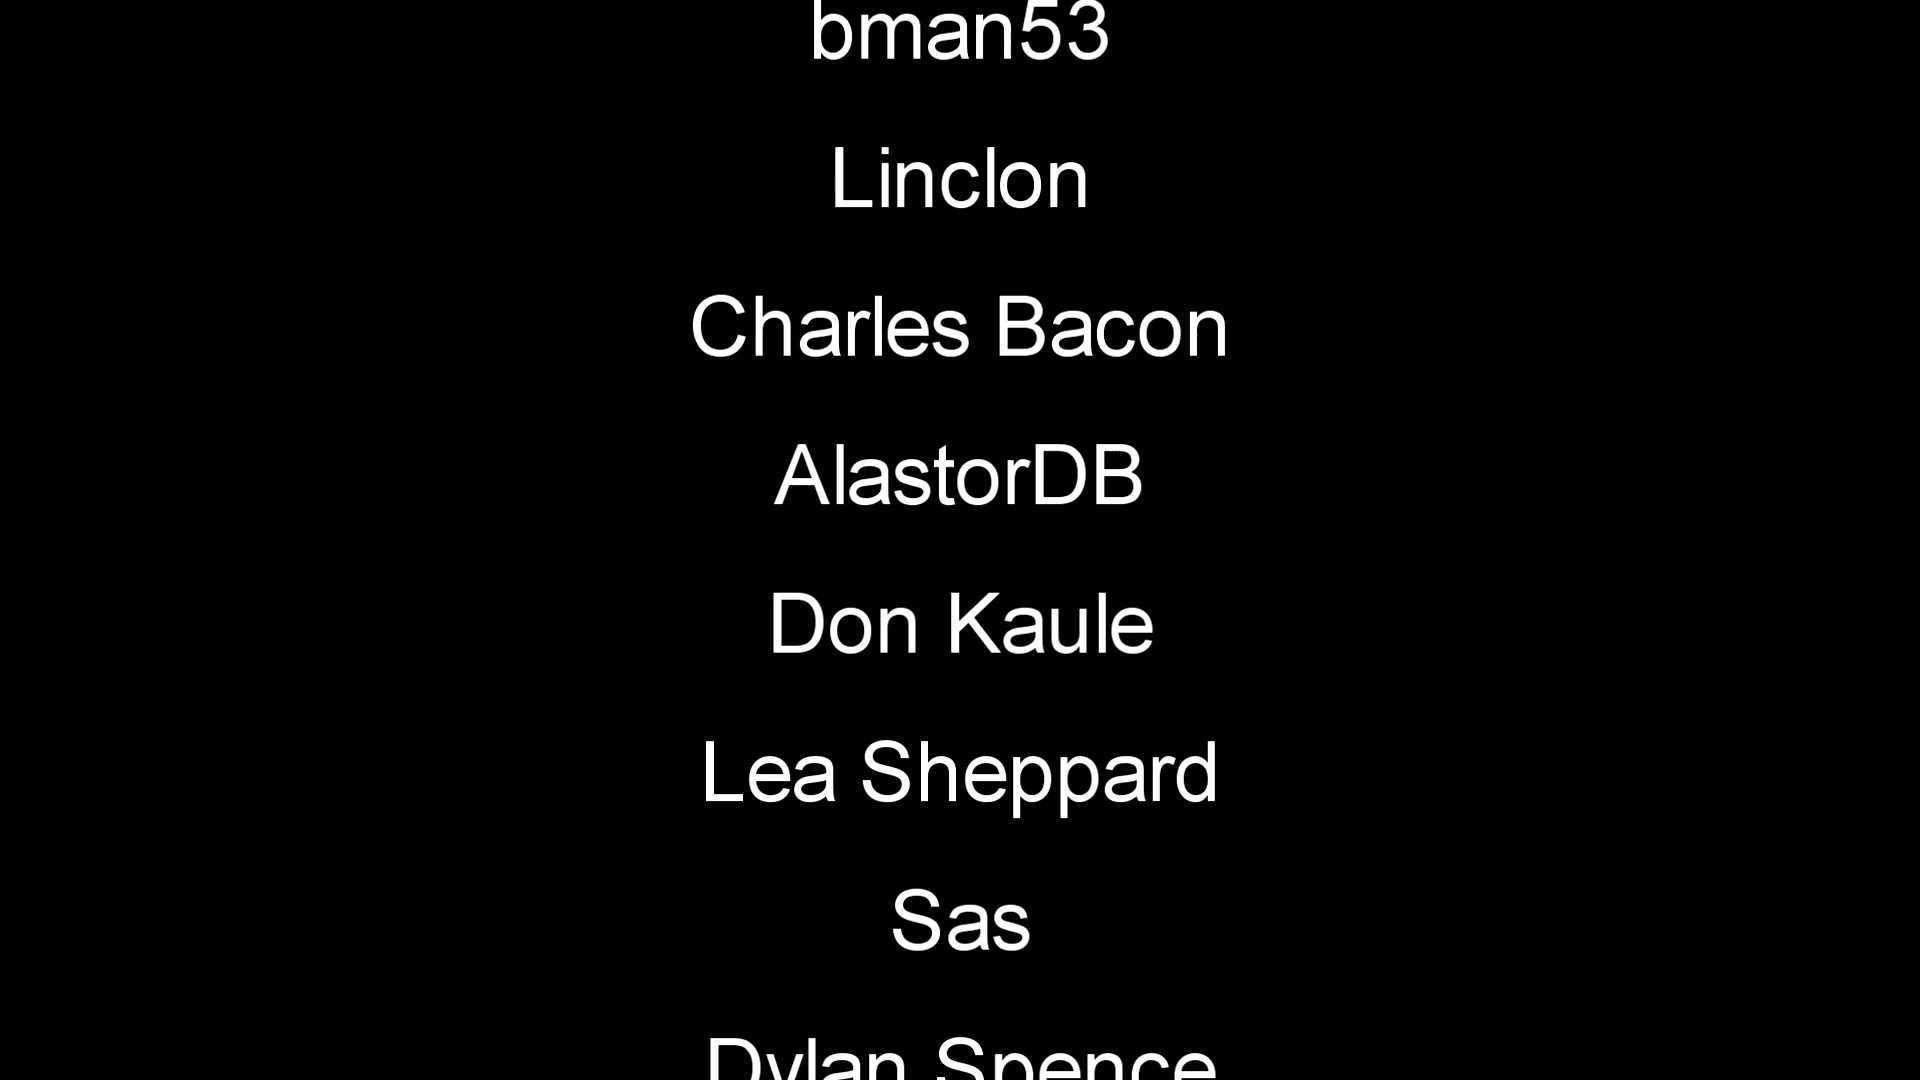 bman53
Linclon
Charles Bacon
AlastorDB
Don Kaule
Lea Sheppard
Sas
Dylan Spence